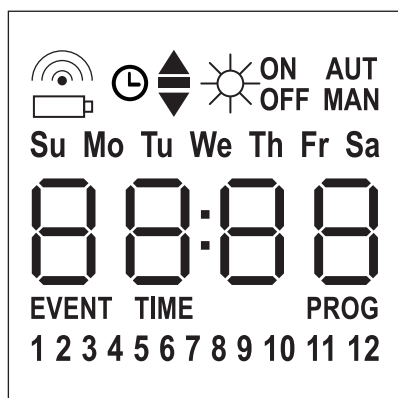 ON AUT
OFF MAN
Su Mo Tu We Th Fr Sa
88:88
EVENT TIME PROG
1 2 3 4 5 6 7 8 9 10 11 12